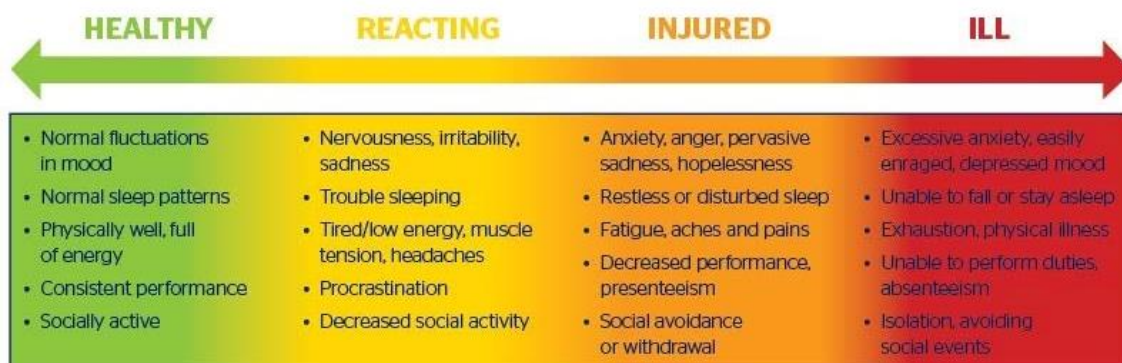 HEALTHY
REACTING
INJURED
ILL
• Normal fluctuations
in mood
• Normal sleep patterns
• Physically well, full
of energy
• Consistent performance
• Socially active
• Nervousness, irritability,
sadness
• Trouble sleeping
• Tired/low energy, muscle
tension, headaches
• Procrastination
• Decreased social activity
• Anxiety, anger, pervasive
sadness, hopelessness
• Restless or disturbed sleep
• Fatigue, aches and pains
• Decreased performance,
presenteeism
• Social avoidance
or withdrawal
• Excessive anxiety, easily
enraged, depressed mood
• Unable to fall or stay asleep
• Exhaustion, physical illness
• Unable to perform duties,
absenteeism
• Isolation, avoiding
social events